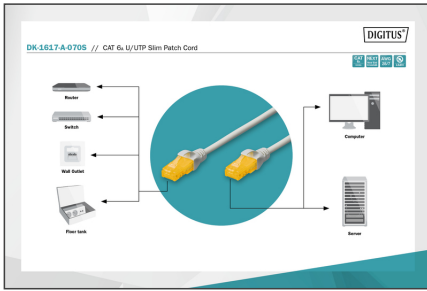 DIGITUS®
DK-1617-A-070S // CAT 6A U/UTP Slim Patch Cord
Router
Switch
Wall Outlet
Floor tank
Computer
Server